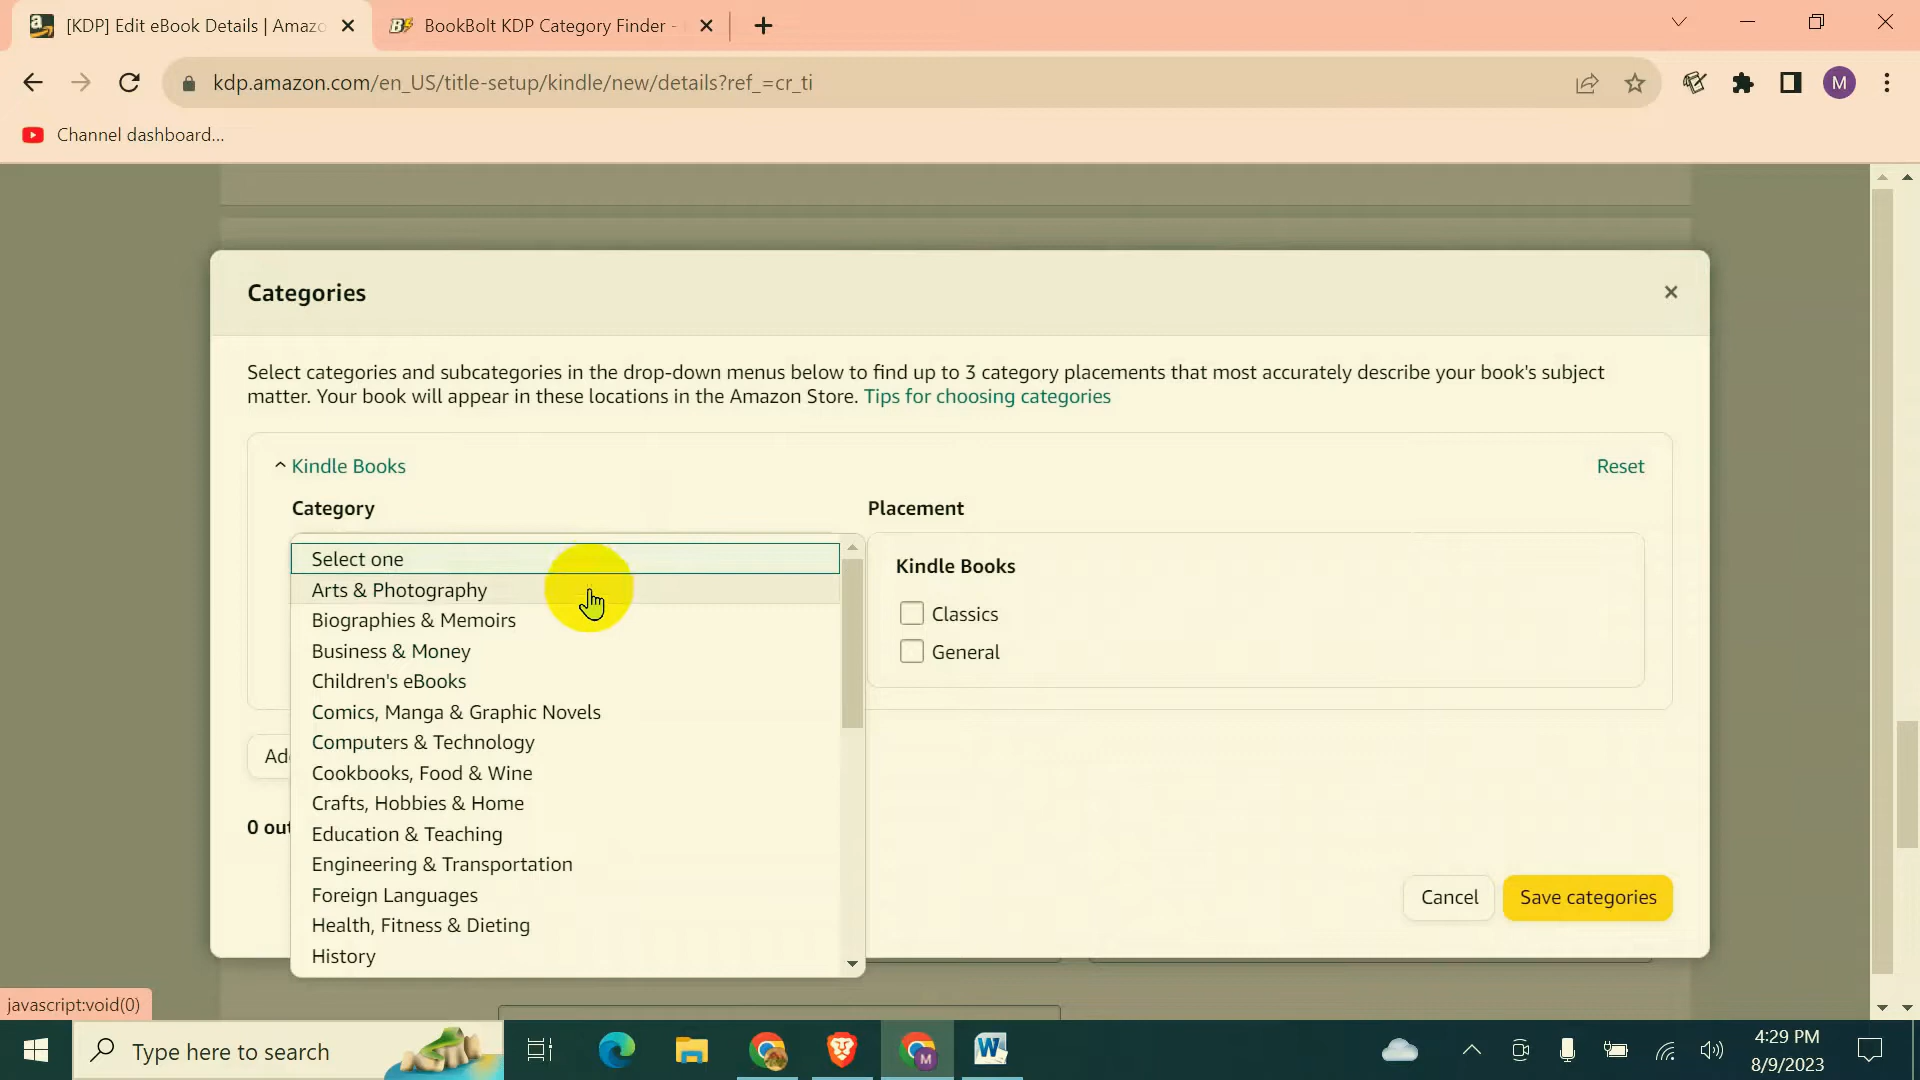 [KDP] Edit eBook Details | Amazo
BookBolt KDP Category Finder -
kdp.amazon.com/en_US/title-setup/kindle/new/details?ref_=cr_ti
M
Channel dashboard...
Categories
Select categories and subcategories in the drop-down menus below to find up to 3 category placements that most accurately describe your book's subject
matter. Your book will appear in these locations in the Amazon Store. Tips for choosing categories
Kindle Books
Reset
Category
Placement
Select one
Arts & Photography
Biographies & Memoirs
Business & Money
Children's eBooks
Comics, Manga & Graphic Novels
Computers & Technology
Cookbooks, Food & Wine
Crafts, Hobbies & Home
Education & Teaching
Engineering & Transportation
Foreign Languages
Health, Fitness & Dieting
History
Kindle Books
Classics
General
0 out
Cancel
Save categories
javascript:void(0)
Type here to search
4:29 PM
8/9/2023